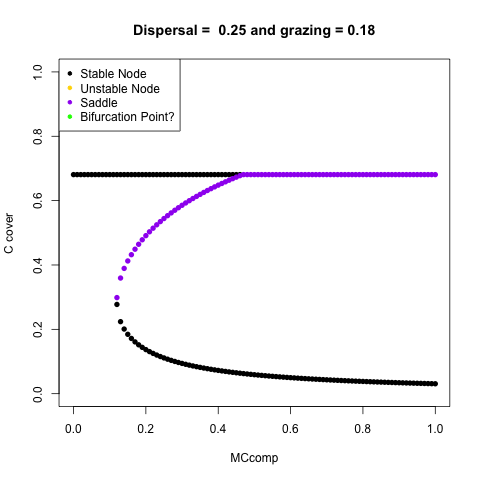 Dispersal =  0.25 and grazing = 0.18
Stable Node
Unstable Node
Saddle
Bifurcation Point?
C cover
1.0
0.8
0.6
0.4
0.2
0.0
0.0 0.2 0.4 0.6 0.8 1.0
MCcomp